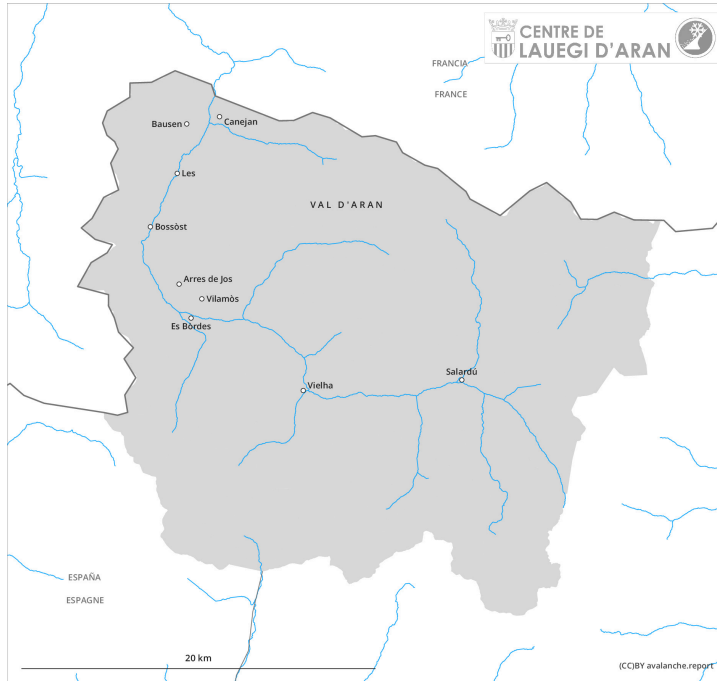 CENTRE DE
LAUEGI D'ARAN
FRANCIA
FRANCE
Bausen
Canejan
Les
VAL D'ARAN
Bossòst
Arres de Jos
Vilamòs
Es Bòrdes
Vielha
Salardú
ESPAÑA
ESPAGNE
20 km
(CC)BY avalanche.report